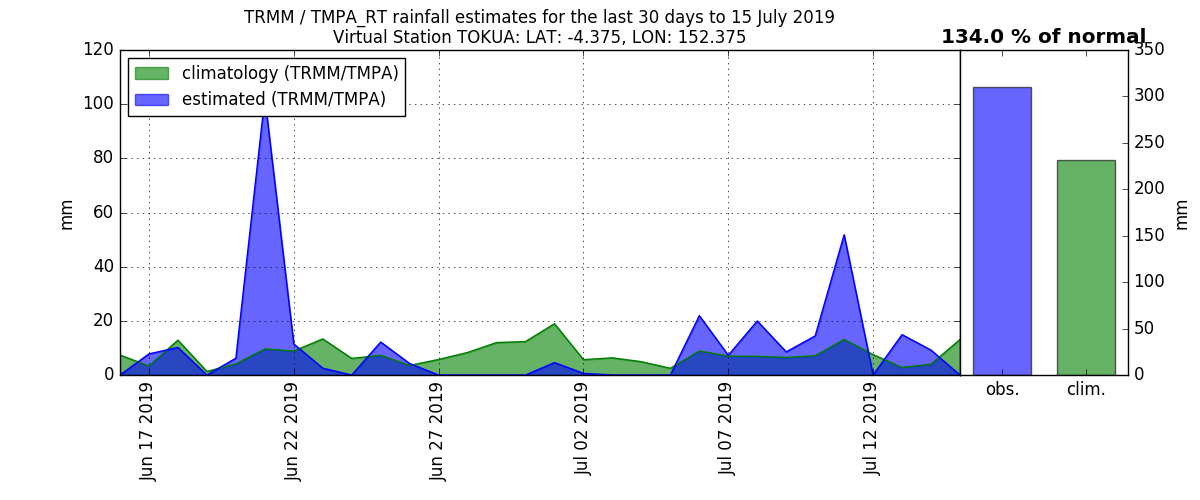 TRMM / TMPA_RT rainfall estimates for the last 30 days to 15 July 2019
Virtual Station TOKUA: LAT: -4.375, LON: 152.375
134.0 % of normal
climatology (TRMM/TMPA)
estimated (TRMM/TMPA)
120
100
80
60
40
20
0
mm
Jun 17 2019
Jun 22 2019
Jun 27 2019
Jul 02 2019
Jul 07 2019
Jul 12 2019
350
300
250
200
150
100
50
0
mm
obs.
clim.